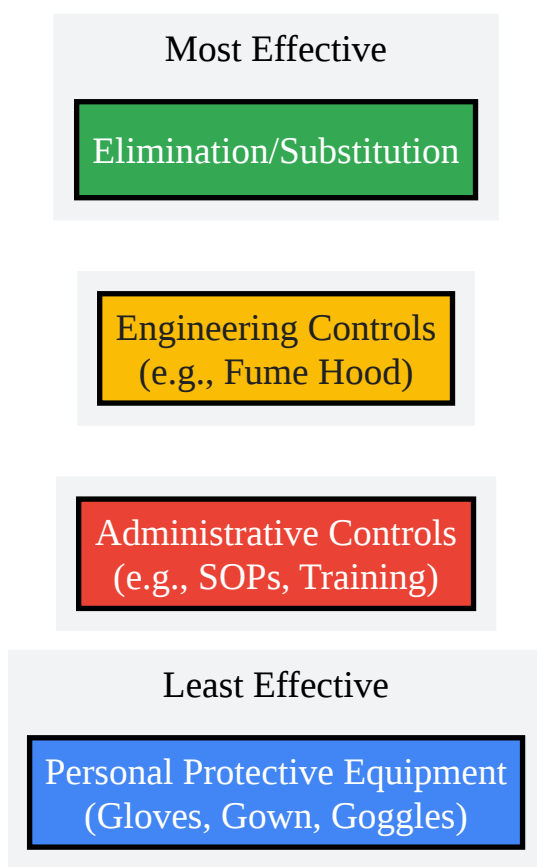 Most Effective
Elimination/Substitution
Engineering Controls
(e.g., Fume Hood)
Administrative Controls
(e.g., SOPs, Training)
Least Effective
Personal Protective Equipment
(Gloves, Gown, Goggles)